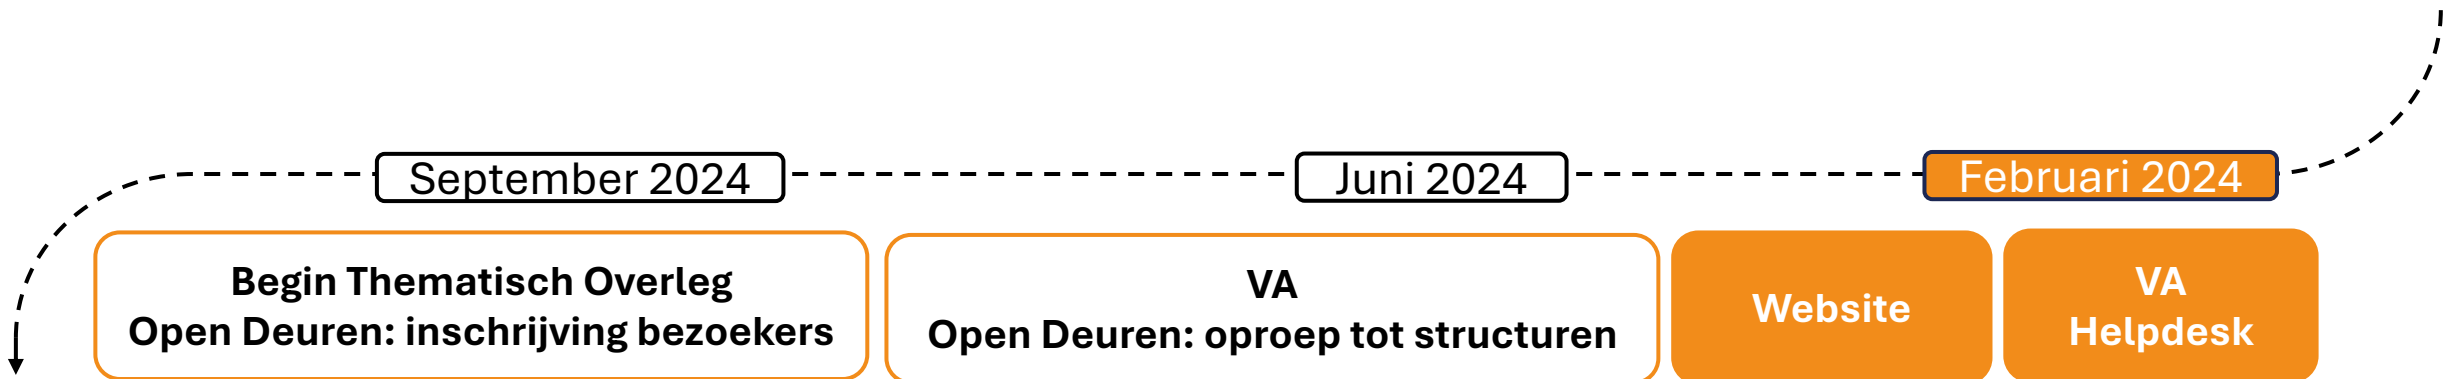 September 2024
Juni 2024
Februari 2024
Begin Thematisch Overleg
Open Deuren: inschrijving bezoekers
VA
Open Deuren: oproep tot structuren
Website
VA
Helpdesk